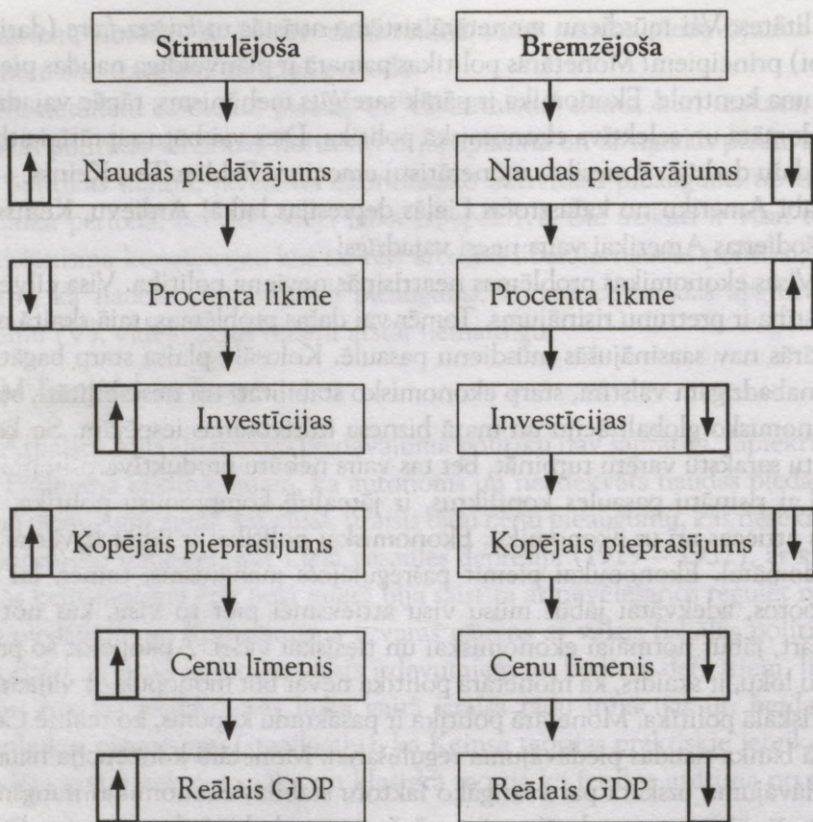 Stimulējoša
Naudas piedāvājums
Procenta likme
Investīcijas
Kopējais pieprasījums
Cenu līmenis
Reālais GDP
Bremzējoša
Naudas piedāvājums
Procenta likme
Investīcijas
Kopējais pieprasījums
Cenu līmenis
Reālais GDP